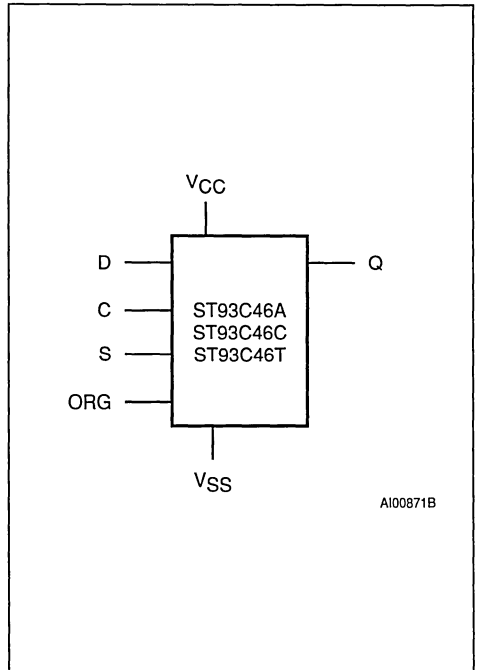 VCC
D
Q
C
ST93C46A
ST93C46C
S
ST93C46T
ORG
VSS
AI00871B